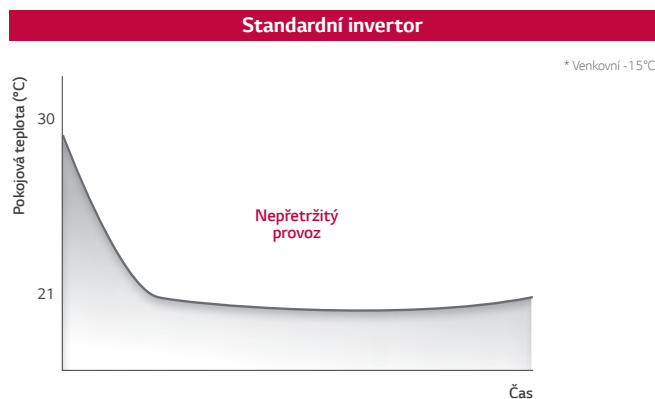 Standardní invertor
* Venkovní -15°C
Pokojová teplota (°C)
30
Nepřetržitý
provoz
21
Čas